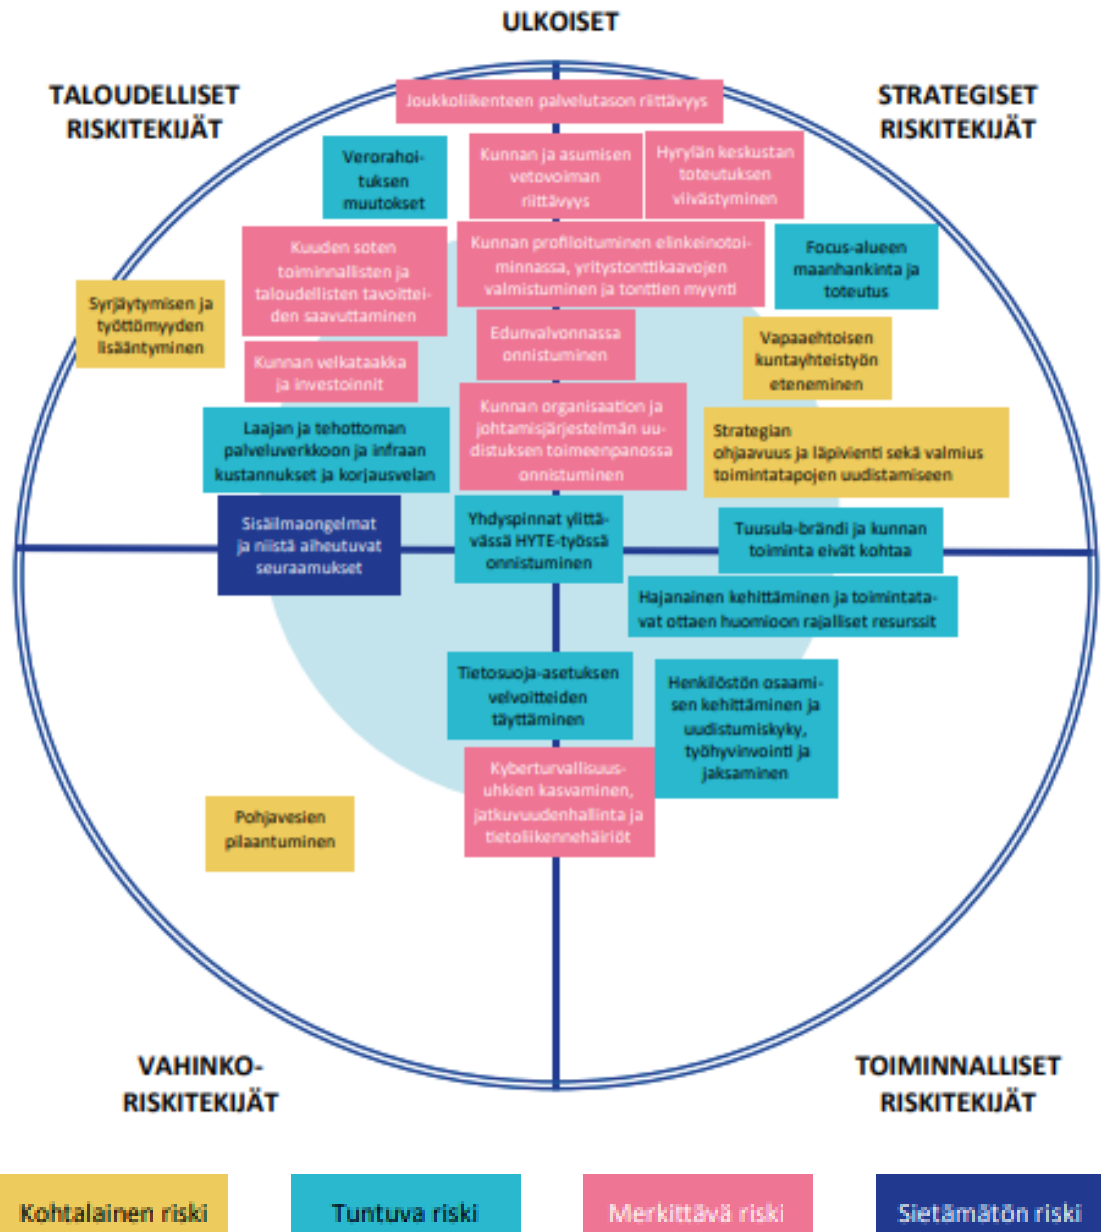 ULKOISET
TALOUDELLISET
RISKITEKIJÄT
STRATEGISET
RISKITEKIJÄT
Joukkoliikenteen palvelutason riittävyys
Verorahoi-
tuksen
muutokset
Kunnan ja asumisen
vetovoiman
riittävyys
Hyrylän keskustan
toteutuksen
viivästyminen
Kuuden soten
toiminnallisten ja
taloudellisten tavoittei-
den saavuttaminen
Kunnan profiloituminen elinkeinotoi-
minnassa, yritystonttikaavojen
valmistuminen ja tonttien myynti
Focus-alueen
maanhankinta ja
toteutus
Syrjäytymisen ja
työttömyyden
lisääntyminen
Edunvalvonnassa
onnistuminen
Vapaaehtoisen
kuntayhteistyön
eteneminen
Kunnan velkataakka
ja investoinnit
Kunnan organisaation ja
johtamisjärjestelmän uu-
distuksen toimeenpanossa
onnistuminen
Laajan ja tehottoman
palveluverkkoon ja infraan
kustannukset ja korjausvelan
Strategian
ohjaavuus ja läpivienti sekä valmius
toimintatapojen uudistamiseen
Sisäilmaongelmat
ja niistä aiheutuvat
seuraamukset
Yhdyspinnat ylittä-
vässä HYTE-työssä
onnistuminen
Tuusula-brändi ja kunnan
toiminta eivät kohtaa
Hajanainen kehittäminen ja toimintata-
vat ottaen huomioon rajalliset resurssit
Tietosuoja-asetuksen
velvoitteiden
täyttäminen
Henkilöstön osaami-
sen kehittäminen ja
uudistumiskyky,
työhyvinvointi ja
jaksaminen
Kyberturvallisuus-
uhkien kasvaminen,
jatkuvuudenhallinta ja
tietoliikennehäiriöt
Pohjavesien
pilaantuminen
VAHINKO-
RISKITEKIJÄT
TOIMINNALLISET
RISKITEKIJÄT
Kohtalainen riski
Tuntuva riski
Merkittävä riski
Sietämätön riski